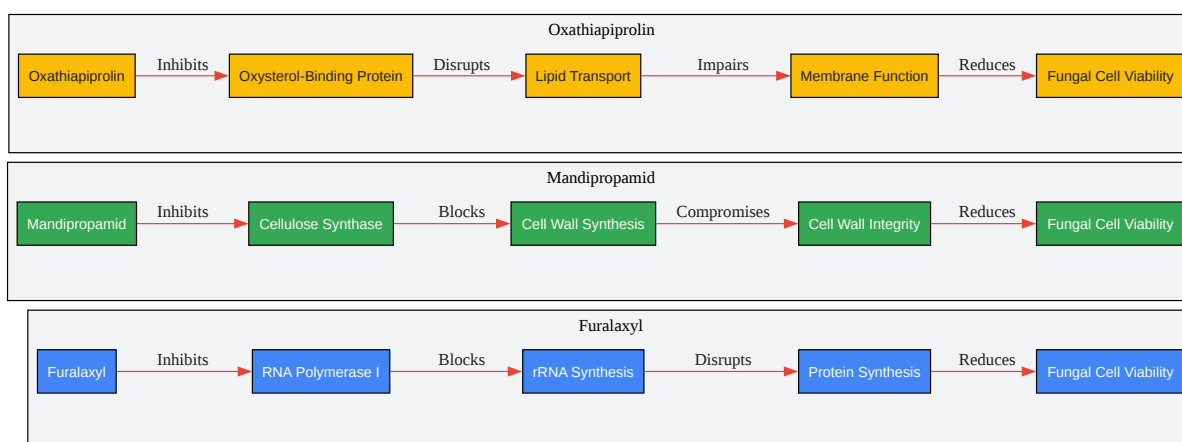 Oxathiapiprolin
Inhibits
Disrupts
Impairs
Reduces
Oxathiapiprolin
Oxysterol-Binding Protein
Lipid Transport
Membrane Function
Fungal Cell Viability
Mandipropamid
Inhibits
Blocks
Compromises
Reduces
Mandipropamid
Cellulose Synthase
Cell Wall Synthesis
Cell Wall Integrity
Fungal Cell Viability
Furalaxyl
Inhibits
Blocks
Disrupts
Reduces
Furalaxyl
RNA Polymerase I
rRNA Synthesis
Protein Synthesis
Fungal Cell Viability